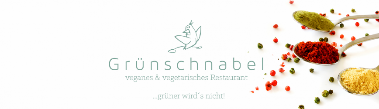 Grünschnabel
veganes & vegetarisches Restaurant
...grüner wird's nicht!